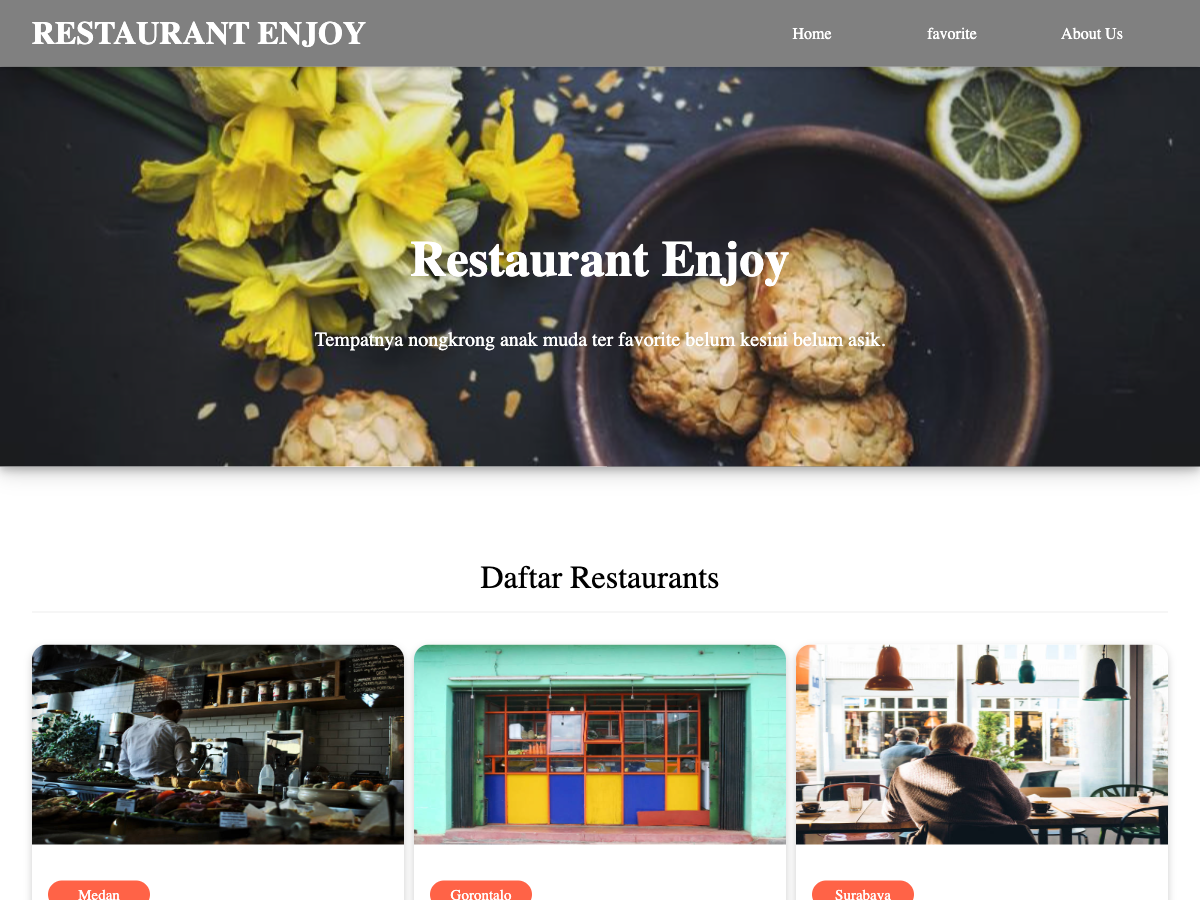 RESTAURANT ENJOY
Home favorite About Us
Restaurant Enjoy
Tempatnya nongkrong anak muda ter favorite belum kesini belum asik.
Daftar Restaurants
Medan
Gorontalo
Surabaya